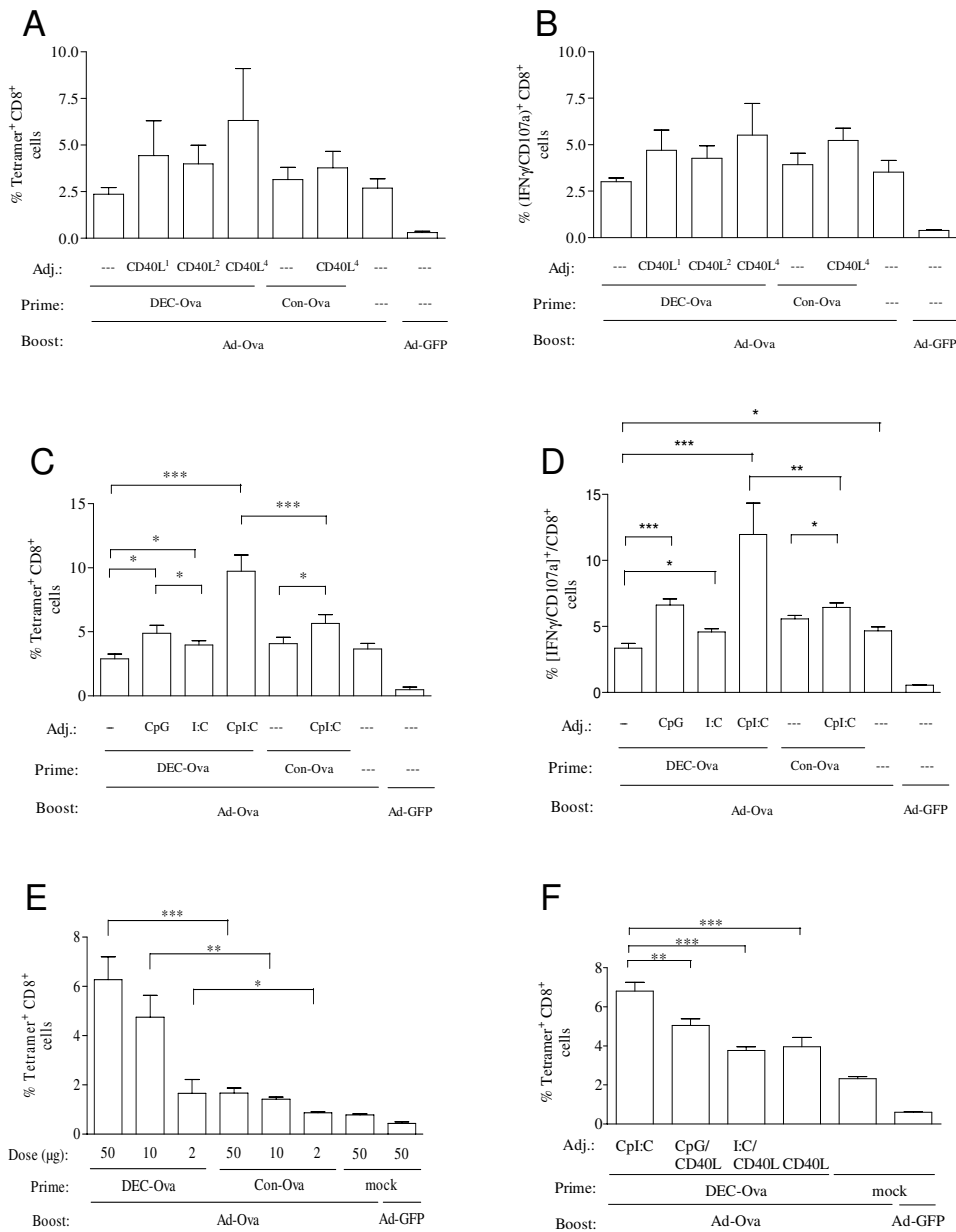 A
% Tetramer⁺ CD8⁺
cells
10.0
7.5
5.0
2.5
0.0
Adj.: --- CD40L¹ CD40L² CD40L⁴ --- CD40L⁴ --- ---
Prime: DEC-Ova Con-Ova --- ---
Boost: Ad-Ova Ad-GFP
B
% (IFNγ/CD107a)⁺ CD8⁺
cells
10.0
7.5
5.0
2.5
0.0
Adj.: --- CD40L¹ CD40L² CD40L⁴ --- CD40L⁴ --- ---
Prime: DEC-Ova Con-Ova --- ---
Boost: Ad-Ova Ad-GFP
C
% Tetramer⁺ CD8⁺
cells
15
10
5
0
***
***
*
*
*
*
Adj.: – CpG I:C CpI:C --- CpI:C --- ---
Prime: DEC-Ova Con-Ova --- ---
Boost: Ad-Ova Ad-GFP
D
% [IFNγ/CD107a]⁺/CD8⁺
cells
15
10
5
0
*
***
**
***
*
*
Adj.: – CpG I:C CpI:C --- CpI:C --- ---
Prime: DEC-Ova Con-Ova --- ---
Boost: Ad-Ova Ad-GFP
E
% Tetramer⁺ CD8⁺
cells
8
6
4
2
0
***
**
*
Dose (µg): 50 10 2 50 10 2 50 50
Prime: DEC-Ova Con-Ova mock
Boost: Ad-Ova Ad-GFP
F
% Tetramer⁺ CD8⁺
cells
8
6
4
2
0
***
***
**
Adj.: CpI:C CpG/ I:C/
CD40L CD40L CD40L
Prime: DEC-Ova mock
Boost: Ad-Ova Ad-GFP